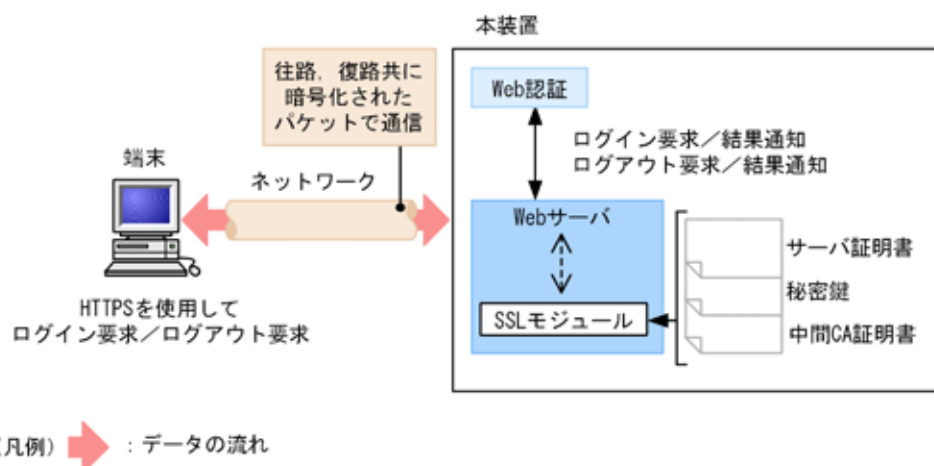 本装置
往路，復路共に
暗号化された
パケットで通信
Web認証
ログイン要求／結果通知
ログアウト要求／結果通知
端末
ネットワーク
Webサーバ
SSLモジュール
サーバ証明書
秘密鍵
中間CA証明書
HTTPSを使用して
ログイン要求／ログアウト要求
(凡例)
：データの流れ